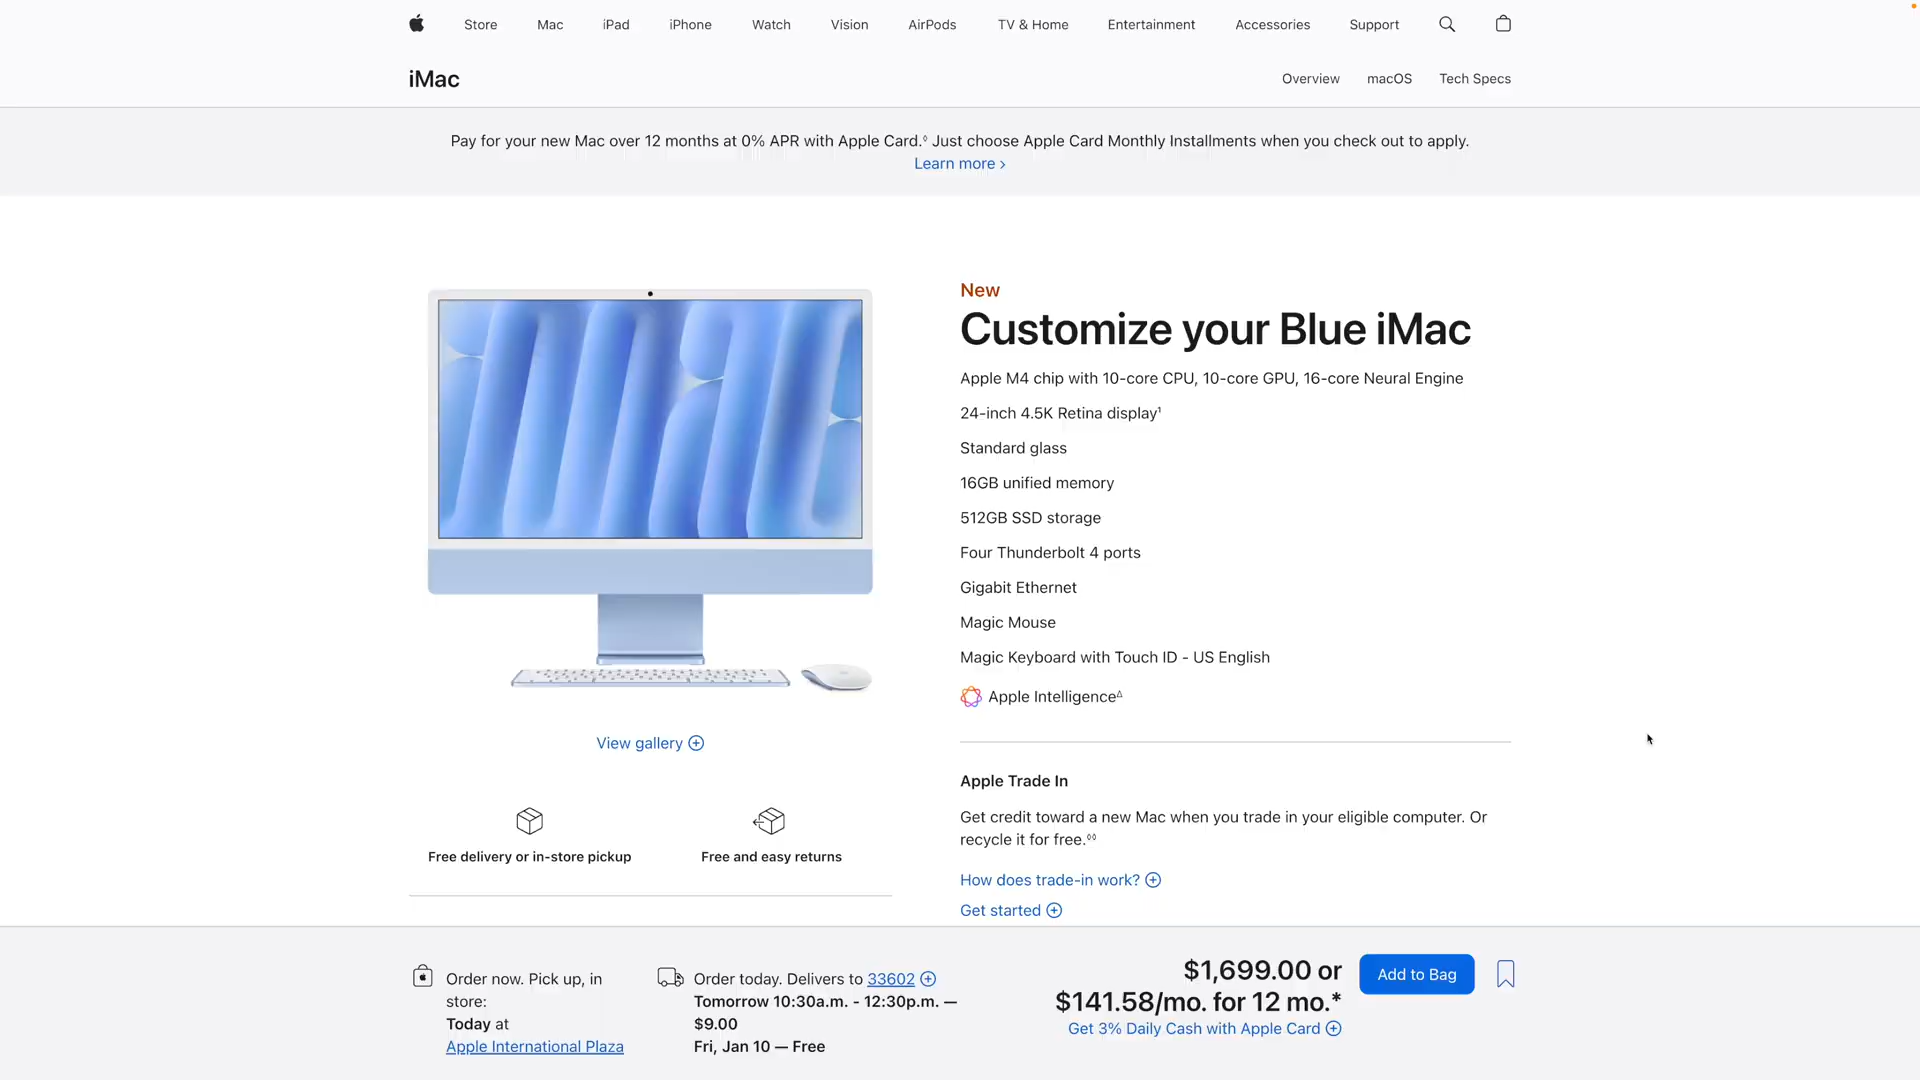 Store Mac iPad iPhone Watch Vision AirPods TV & Home Entertainment Accessories Support
iMac
Overview macOS Tech Specs
Pay for your new Mac over 12 months at 0% APR with Apple Card.◊ Just choose Apple Card Monthly Installments when you check out to apply.
Learn more >
New
Customize your Blue iMac
Apple M4 chip with 10-core CPU, 10-core GPU, 16-core Neural Engine
24-inch 4.5K Retina display¹
Standard glass
16GB unified memory
512GB SSD storage
Four Thunderbolt 4 ports
Gigabit Ethernet
Magic Mouse
Magic Keyboard with Touch ID - US English
Apple IntelligenceΔ
View gallery
Free delivery or in-store pickup
Free and easy returns
Apple Trade In
Get credit toward a new Mac when you trade in your eligible computer. Or
recycle it for free.◊◊
How does trade-in work?
Get started
Order now. Pick up, in
store:
Today at
Apple International Plaza
Order today. Delivers to 33602
Tomorrow 10:30a.m. - 12:30p.m. —
$9.00
Fri, Jan 10 — Free
$1,699.00 or
$141.58/mo. for 12 mo.*
Get 3% Daily Cash with Apple Card
Add to Bag